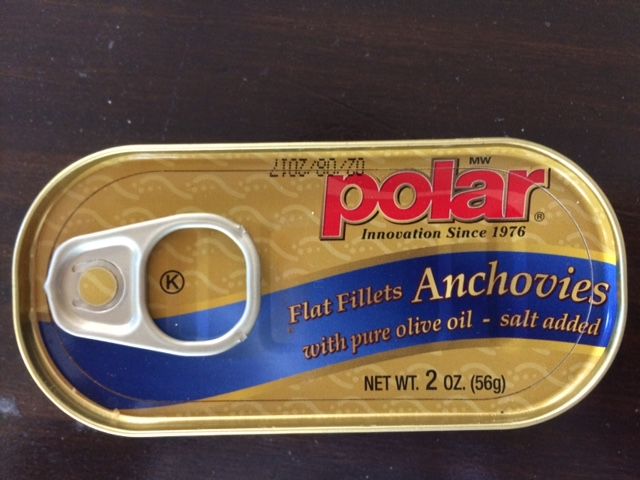 02/08/2017
MW
polar®
Innovation Since 1976
K
Flat Fillets Anchovies
with pure olive oil - salt added
NET WT. 2 OZ. (56g)